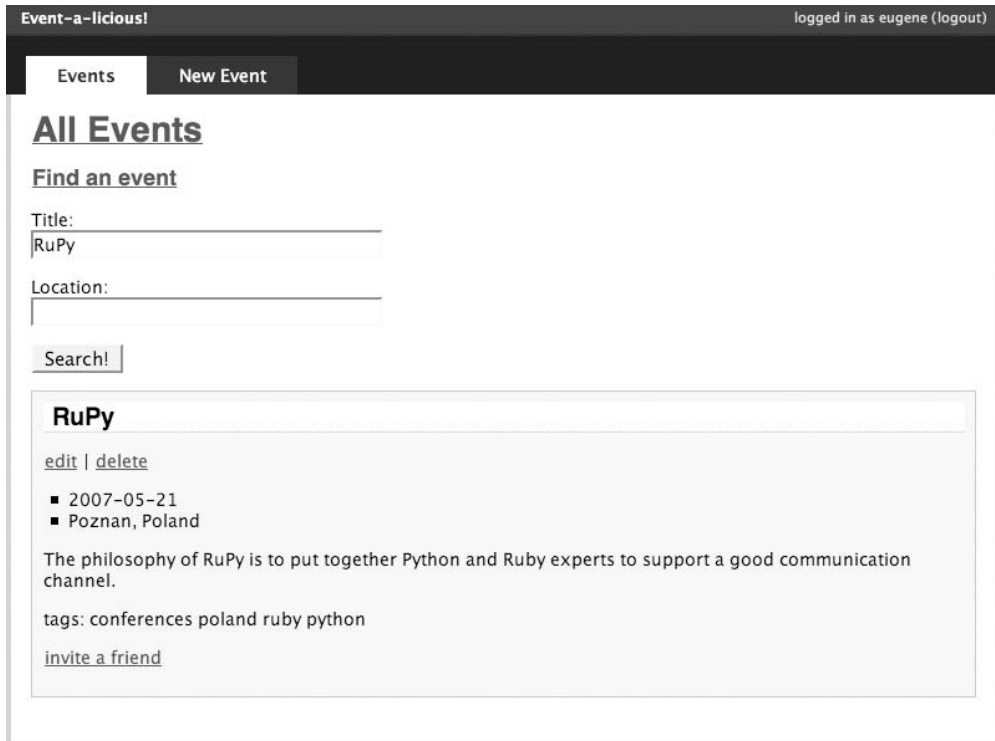 Event-a-licious!
logged in as eugene (logout)
Events
New Event
All Events
Find an event
Title:
RuPy
Location:
Search!
RuPy
edit | delete
2007-05-21
Poznan, Poland
The philosophy of RuPy is to put together Python and Ruby experts to support a good communication
channel.
tags: conferences poland ruby python
invite a friend